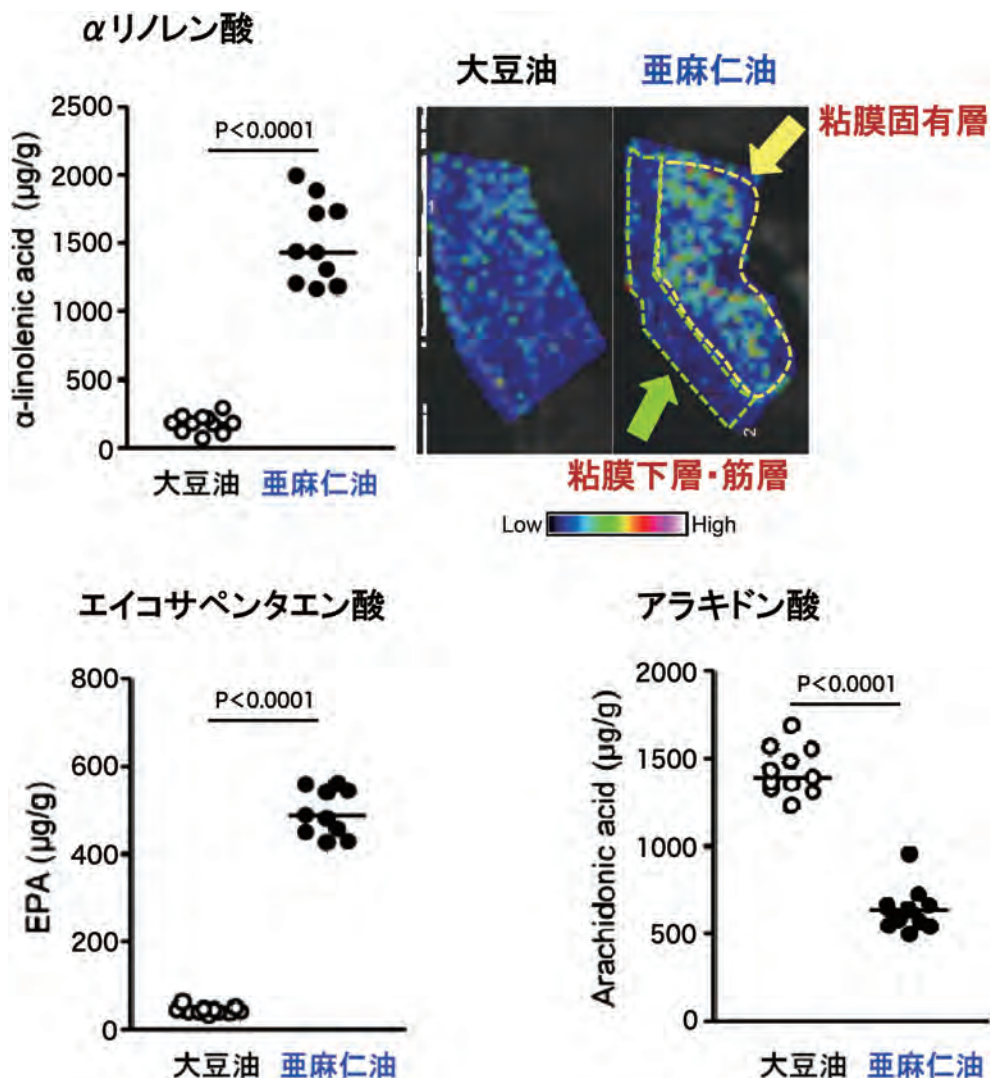 αリノレン酸
α-linolenic acid (μg/g)
2500
2000
1500
1000
500
0
P<0.0001
大豆油 亜麻仁油
大豆油 亜麻仁油
粘膜固有層
粘膜下層・筋層
2
Low High
エイコサペンタエン酸
EPA (μg/g)
800
600
400
200
0
P<0.0001
大豆油 亜麻仁油
アラキドン酸
Arachidonic acid (μg/g)
2000
1500
1000
500
0
P<0.0001
大豆油 亜麻仁油